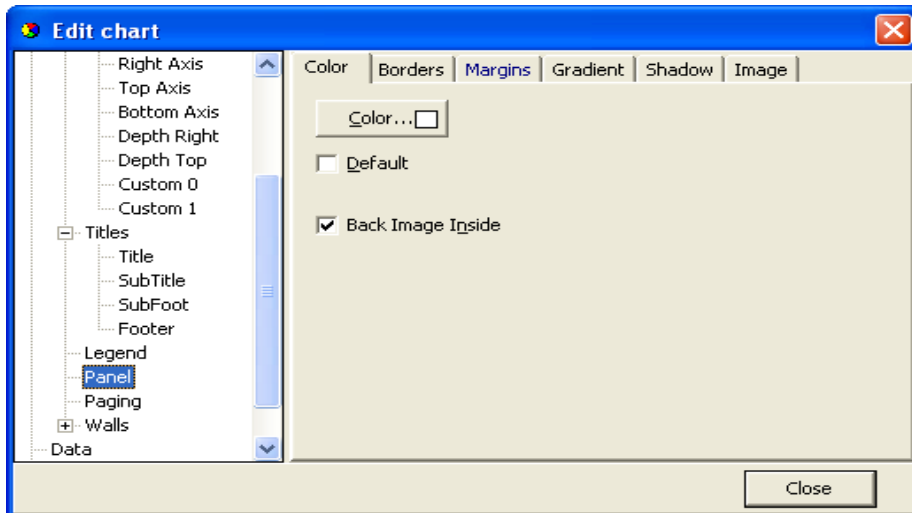 Edit chart
Right Axis
Top Axis
Bottom Axis
Depth Right
Depth Top
Custom 0
Custom 1
Titles
Title
SubTitle
SubFoot
Footer
Legend
Panel
Paging
Walls
Data
Color Borders Margins Gradient Shadow Image
Color...
Default
Back Image Inside
Close